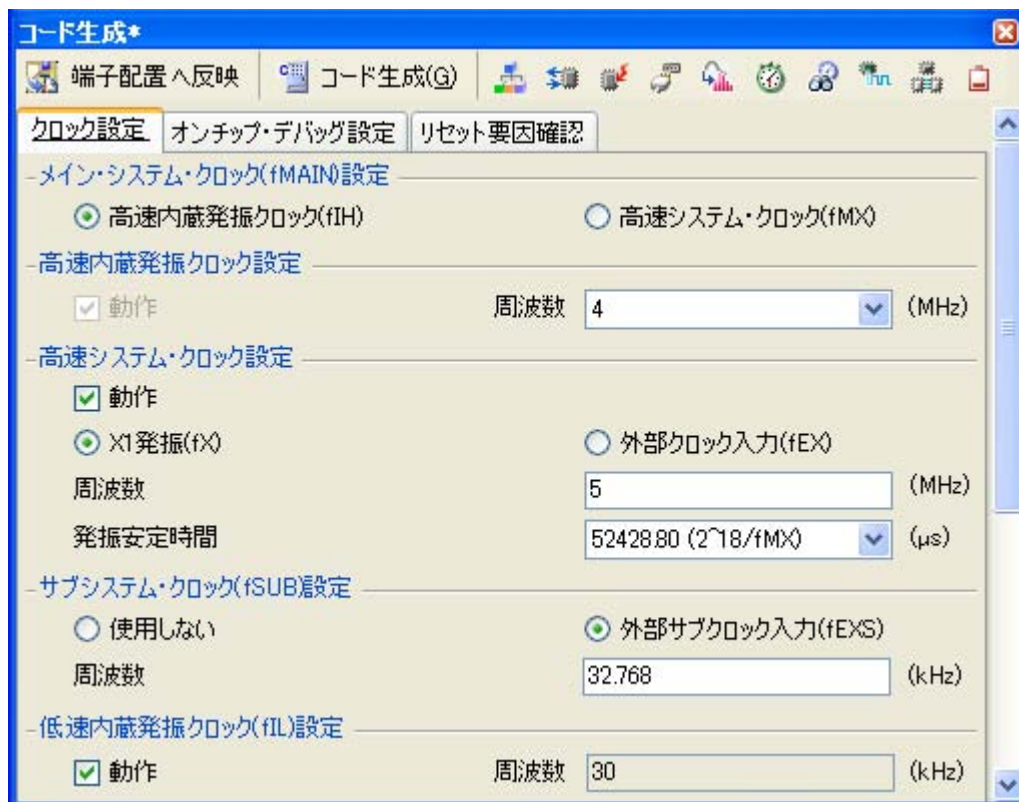 コード生成*
端子配置へ反映 コード生成(G)
クロック設定 オンチップ・デバッグ設定 リセット要因確認
メイン・システム・クロック(fMAIN)設定
高速内蔵発振クロック(fIH) 高速システム・クロック(fMX)
高速内蔵発振クロック設定
動作 周波数 4 (MHz)
高速システム・クロック設定
動作
X1発振(fX) 外部クロック入力(fEX)
周波数 5 (MHz)
発振安定時間 52428.80 (2^18/fMX) (μs)
サブシステム・クロック(fSUB)設定
使用しない 外部サブクロック入力(fEXS)
周波数 32.768 (kHz)
低速内蔵発振クロック(fIL)設定
動作 周波数 30 (kHz)